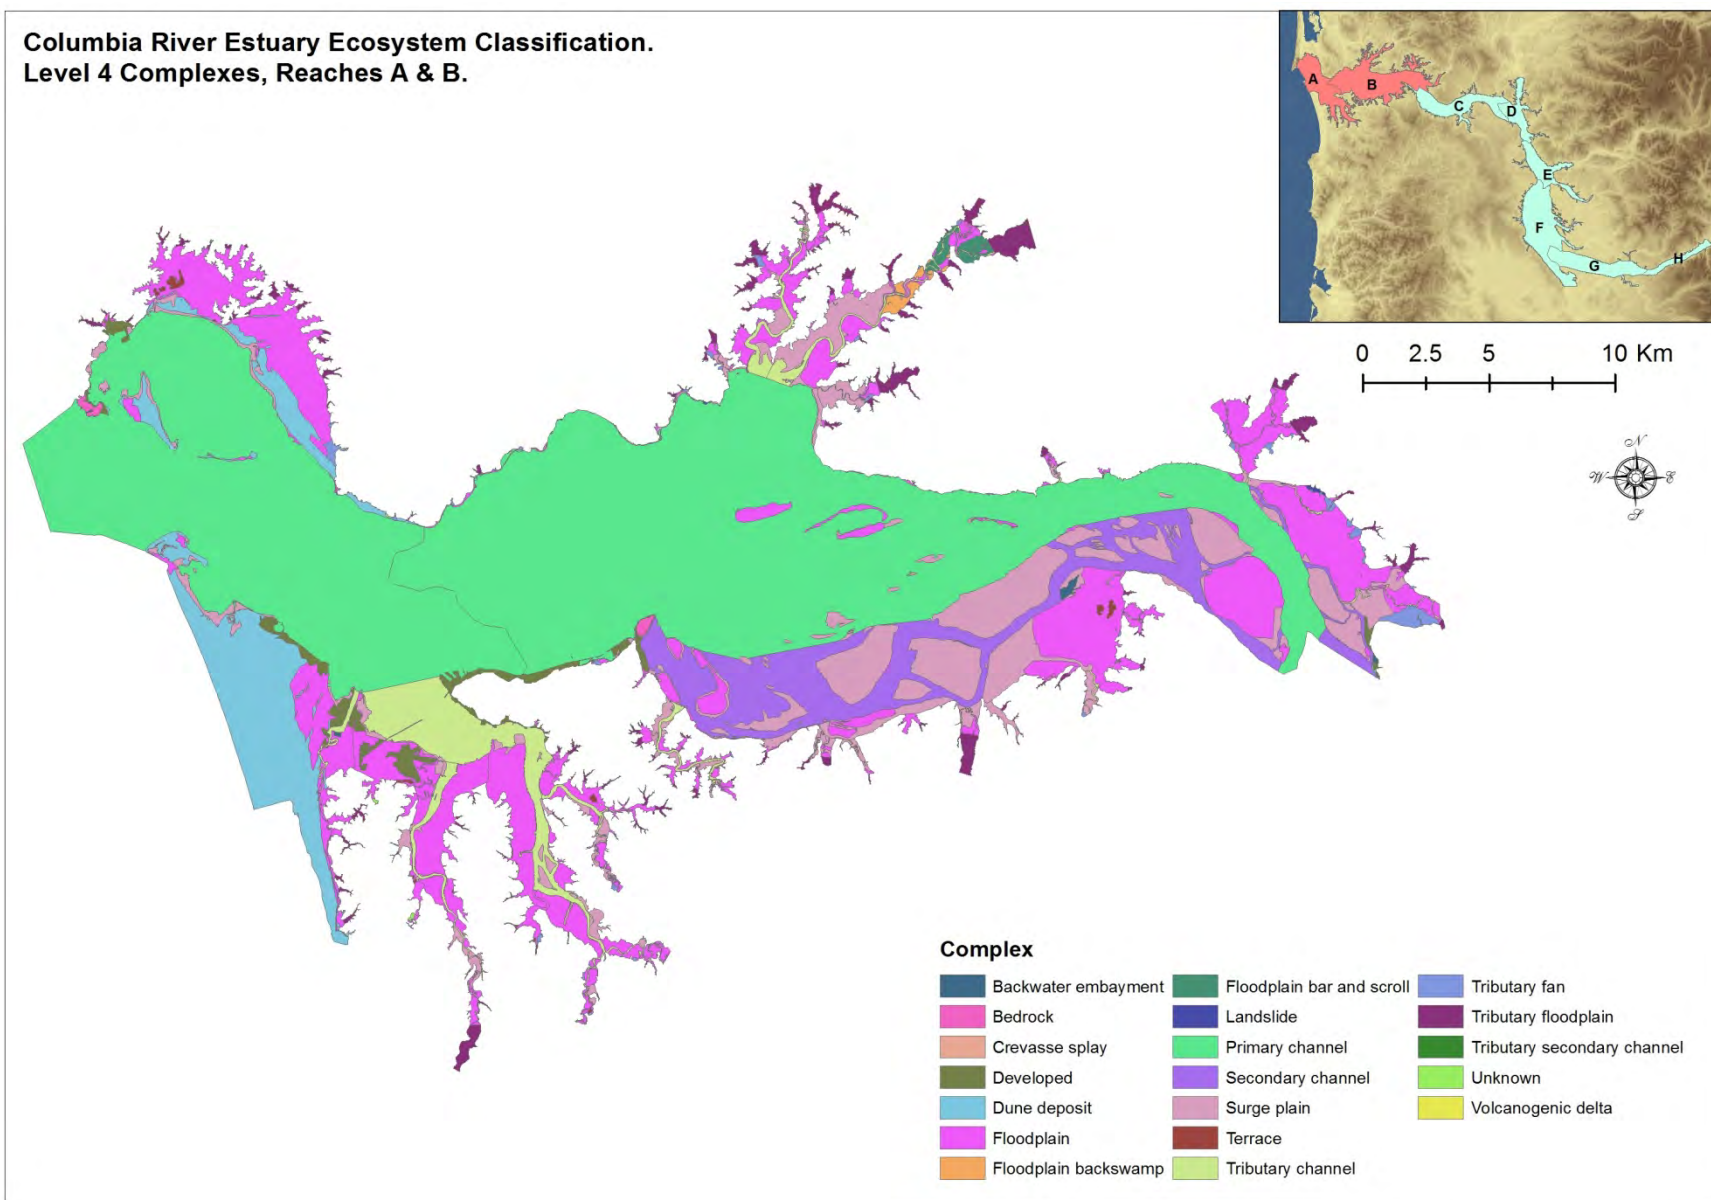 Columbia River Estuary Ecosystem Classification.
Level 4 Complexes, Reaches A & B.
A
B
C
D
E
F
G
H
0 2.5 5 10 Km
N
W E
S
Complex
Backwater embayment
Bedrock
Crevasse splay
Developed
Dune deposit
Floodplain
Floodplain backswamp
Floodplain bar and scroll
Landslide
Primary channel
Secondary channel
Surge plain
Terrace
Tributary channel
Tributary fan
Tributary floodplain
Tributary secondary channel
Unknown
Volcanogenic delta